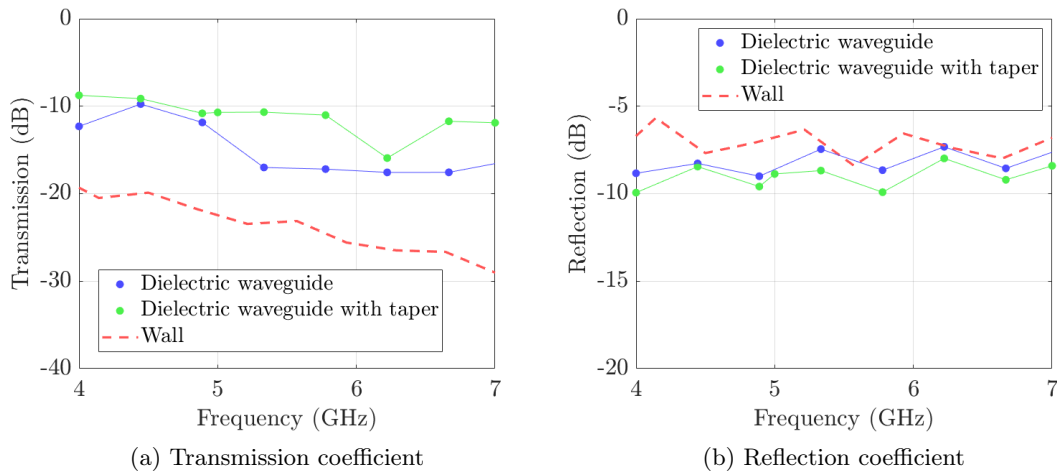 0
-10
-20
-30
-40
Transmission (dB)
Dielectric waveguide
Dielectric waveguide with taper
Wall
4
5
6
7
Frequency (GHz)
(a) Transmission coefficient
0
-5
-10
-15
-20
Reflection (dB)
Dielectric waveguide
Dielectric waveguide with taper
Wall
4
5
6
7
Frequency (GHz)
(b) Reflection coefficient